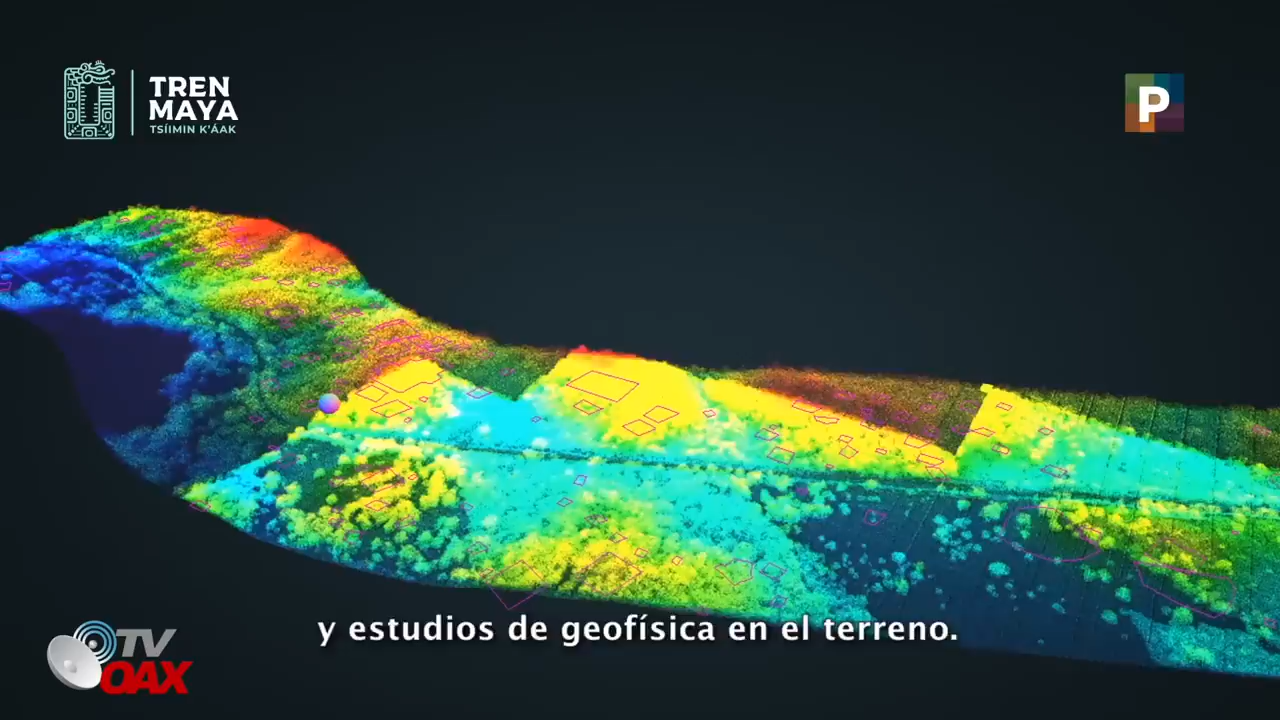 TREN
MAYA
TSÍIMIN K'ÁAK
P
y estudios de geofísica en el terreno.
TV
OAX